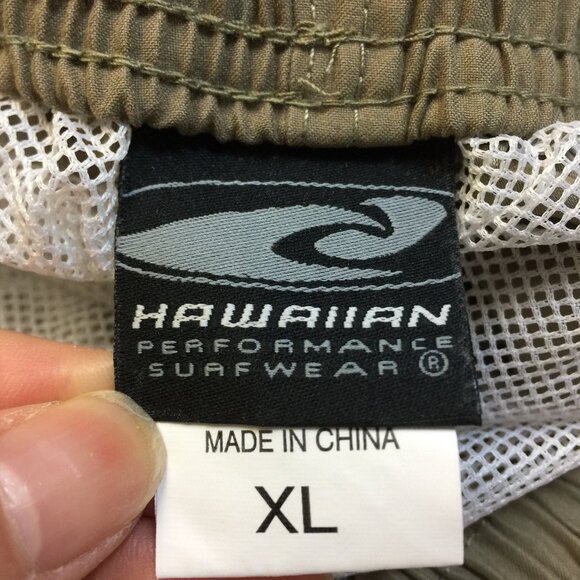 HAWAIIAN
PERFORMANCE
SURFWEAR ®
MADE IN CHINA
XL